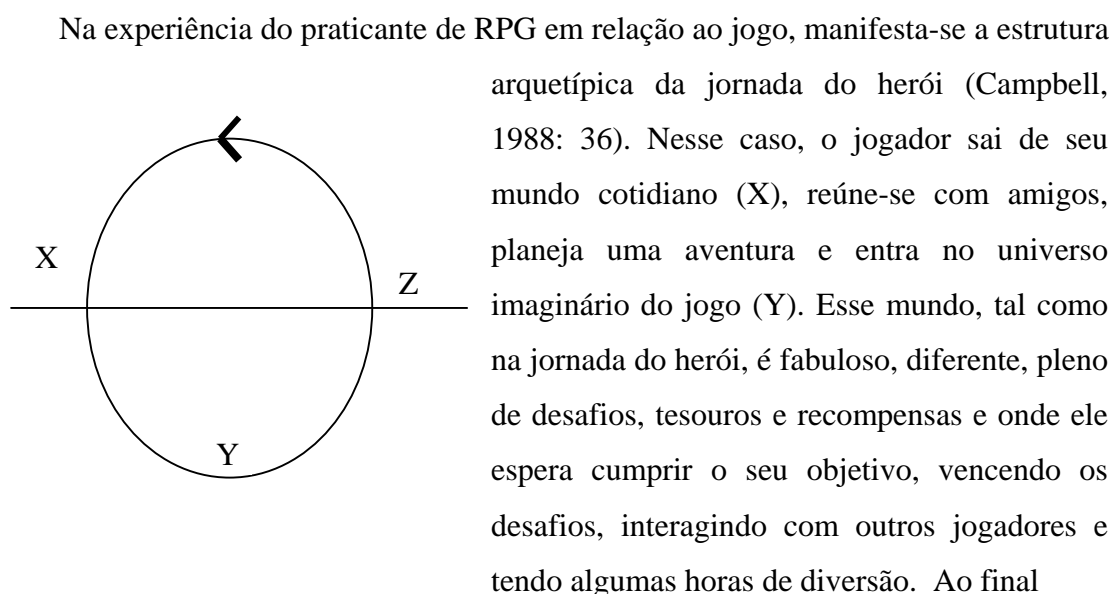 Na experiência do praticante de RPG em relação ao jogo, manifesta-se a estrutura
arquetípica da jornada do herói (Campbell,
1988: 36). Nesse caso, o jogador sai de seu
mundo cotidiano (X), reúne-se com amigos,
planeja uma aventura e entra no universo
imaginário do jogo (Y). Esse mundo, tal como
na jornada do herói, é fabuloso, diferente, pleno
de desafios, tesouros e recompensas e onde ele
espera cumprir o seu objetivo, vencendo os
desafios, interagindo com outros jogadores e
tendo algumas horas de diversão. Ao final
X
Z
Y